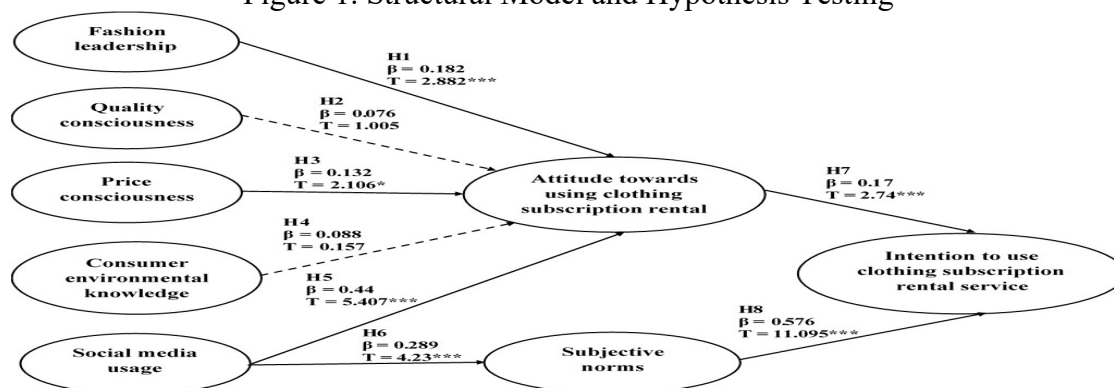 Figure 1. Structural Model and Hypothesis Testing
Fashion
leadership
H1
β = 0.182
T = 2.882***
Quality
consciousness
H2
β = 0.076
T = 1.005
Price
consciousness
H3
β = 0.132
T = 2.106*
Attitude towards
using clothing
subscription rental
H7
β = 0.17
T = 2.74***
Consumer
environmental
knowledge
H4
β = 0.088
T = 0.157
H5
β = 0.44
T = 5.407***
Intention to use
clothing subscription
rental service
Social media
usage
H6
β = 0.289
T = 4.23***
Subjective
norms
H8
β = 0.576
T = 11.095***